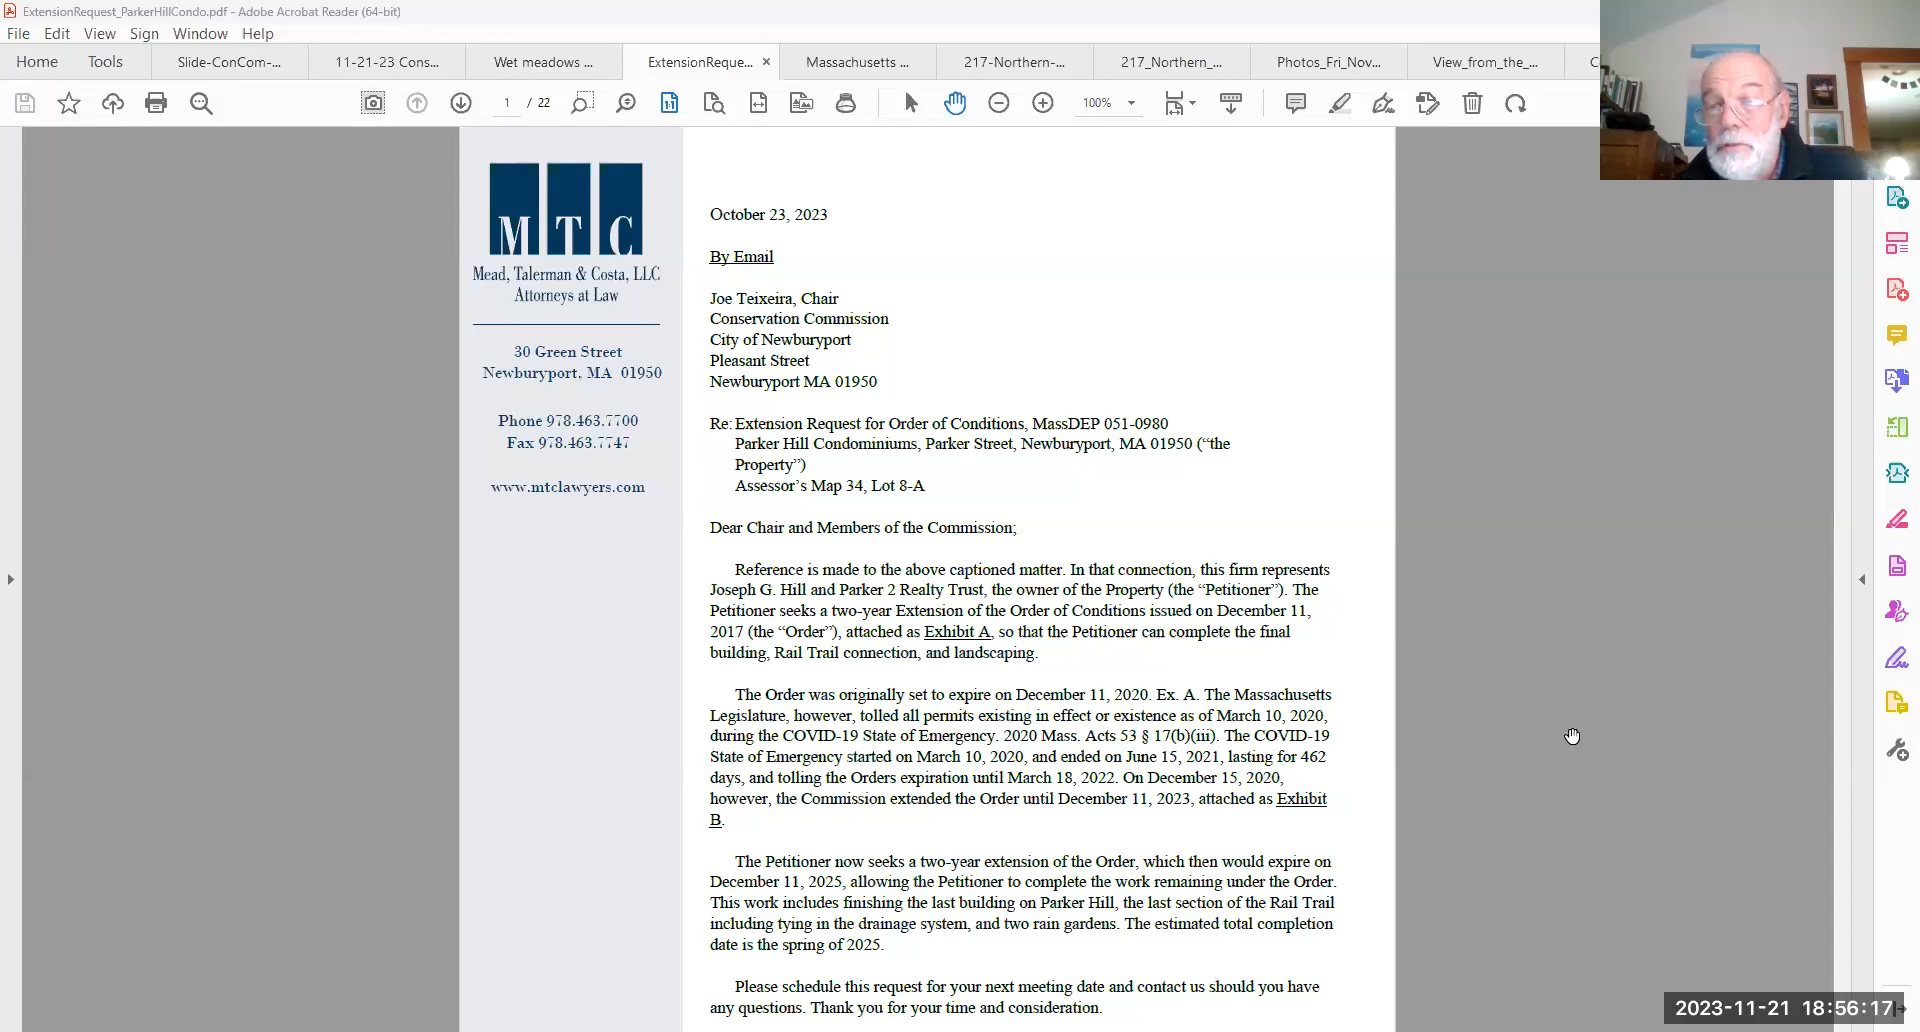 ExtensionRequest_ParkerHillCondo.pdf - Adobe Acrobat Reader (64-bit)
File Edit View Sign Window Help
Home Tools Slide-ConCom-... 11-21-23 Cons... Wet meadows ... ExtensionReque... × Massachusetts ... 217-Northern-... 217_Northern_... Photos_Fri_Nov... View_from_the_... C
1 / 22 100%
M T C
Mead, Talerman & Costa, LLC
Attorneys at Law
30 Green Street
Newburyport, MA 01950
Phone 978.463.7700
Fax 978.463.7747
www.mtclawyers.com
October 23, 2023
By Email
Joe Teixeira, Chair
Conservation Commission
City of Newburyport
Pleasant Street
Newburyport MA 01950
Re: Extension Request for Order of Conditions, MassDEP 051-0980
Parker Hill Condominiums, Parker Street, Newburyport, MA 01950 (“the
Property”)
Assessor’s Map 34, Lot 8-A
Dear Chair and Members of the Commission;
Reference is made to the above captioned matter. In that connection, this firm represents
Joseph G. Hill and Parker 2 Realty Trust, the owner of the Property (the “Petitioner”). The
Petitioner seeks a two-year Extension of the Order of Conditions issued on December 11,
2017 (the “Order”), attached as Exhibit A, so that the Petitioner can complete the final
building, Rail Trail connection, and landscaping.
The Order was originally set to expire on December 11, 2020. Ex. A. The Massachusetts
Legislature, however, tolled all permits existing in effect or existence as of March 10, 2020,
during the COVID-19 State of Emergency. 2020 Mass. Acts 53 § 17(b)(iii). The COVID-19
State of Emergency started on March 10, 2020, and ended on June 15, 2021, lasting for 462
days, and tolling the Orders expiration until March 18, 2022. On December 15, 2020,
however, the Commission extended the Order until December 11, 2023, attached as Exhibit
B.
The Petitioner now seeks a two-year extension of the Order, which then would expire on
December 11, 2025, allowing the Petitioner to complete the work remaining under the Order.
This work includes finishing the last building on Parker Hill, the last section of the Rail Trail
including tying in the drainage system, and two rain gardens. The estimated total completion
date is the spring of 2025.
Please schedule this request for your next meeting date and contact us should you have
any questions. Thank you for your time and consideration.
2023-11-21 18:56:17